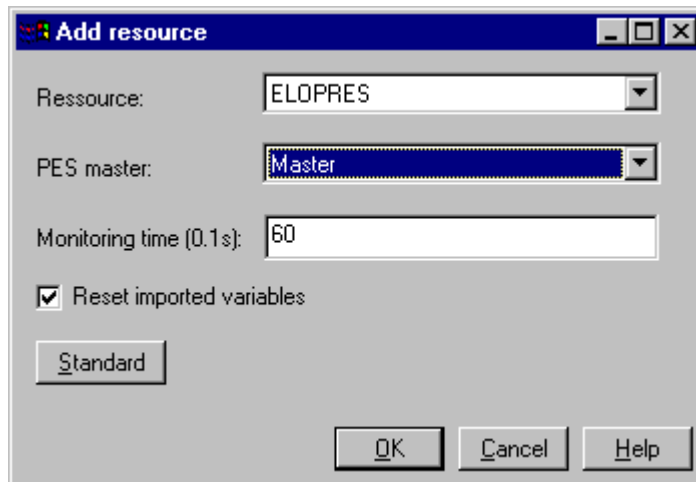 Add resource
Ressource: ELOPRES
PES master: Master
Monitoring time (0.1s): 60
Reset imported variables
Standard
OK Cancel Help